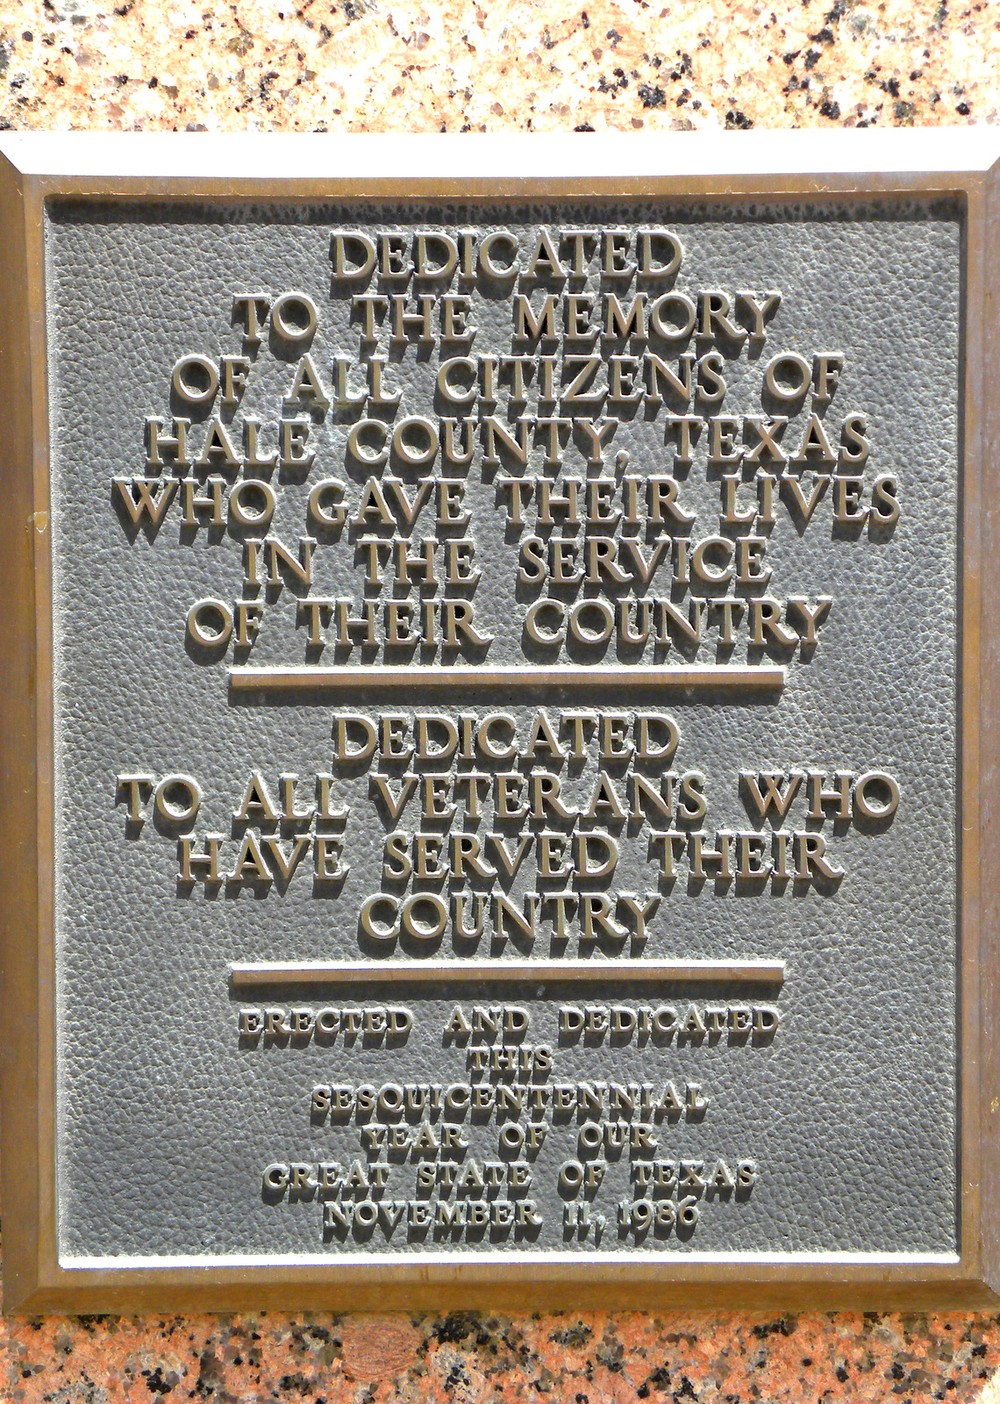 DEDICATED
TO THE MEMORY
OF ALL CITIZENS OF
HALE COUNTY, TEXAS
WHO GAVE THEIR LIVES
IN THE SERVICE
OF THEIR COUNTRY
DEDICATED
TO ALL VETERANS WHO
HAVE SERVED THEIR
COUNTRY
ERECTED AND DEDICATED
THIS
SESQUICENTENNIAL
YEAR OF OUR
GREAT STATE OF TEXAS
NOVEMBER 11, 1986